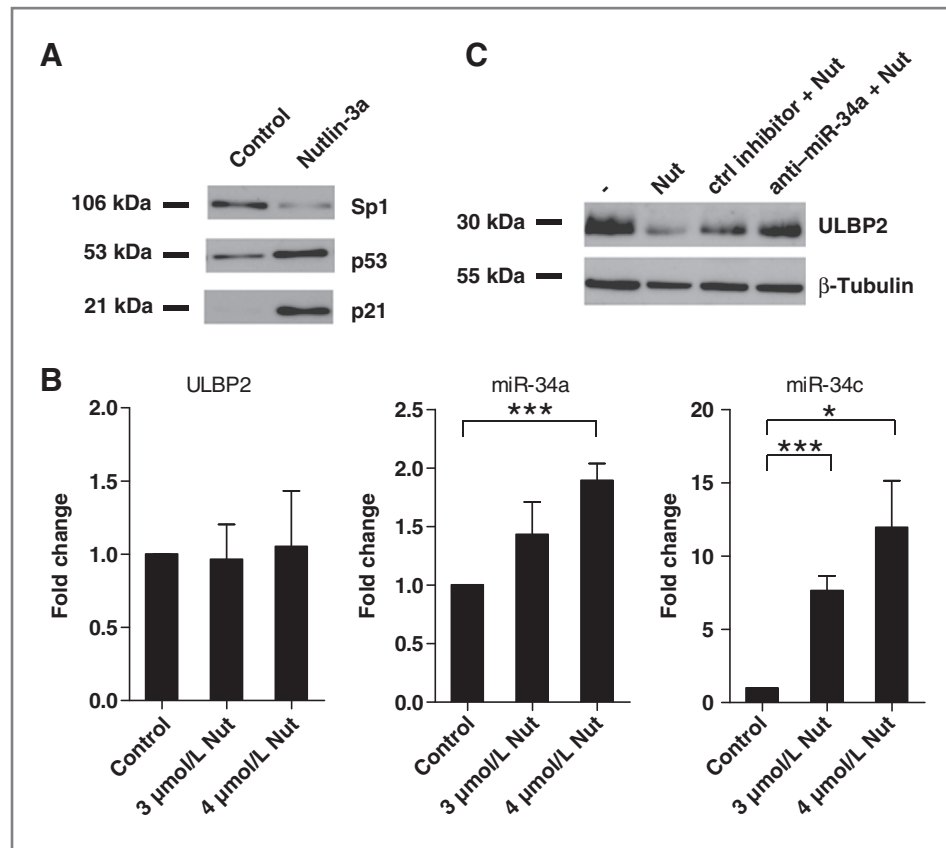 A
Control
Nutlin-3a
106 kDa
Sp1
53 kDa
p53
21 kDa
p21
C
-
Nut
ctrl inhibitor + Nut
anti–miR-34a + Nut
30 kDa
ULBP2
55 kDa
β-Tubulin
B
ULBP2
Fold change
2.0
1.5
1.0
0.5
0.0
Control
3 µmol/L Nut
4 µmol/L Nut
miR-34a
Fold change
2.5
2.0
1.5
1.0
0.5
0.0
***
Control
3 µmol/L Nut
4 µmol/L Nut
miR-34c
Fold change
20
15
10
5
0
*
***
Control
3 µmol/L Nut
4 µmol/L Nut